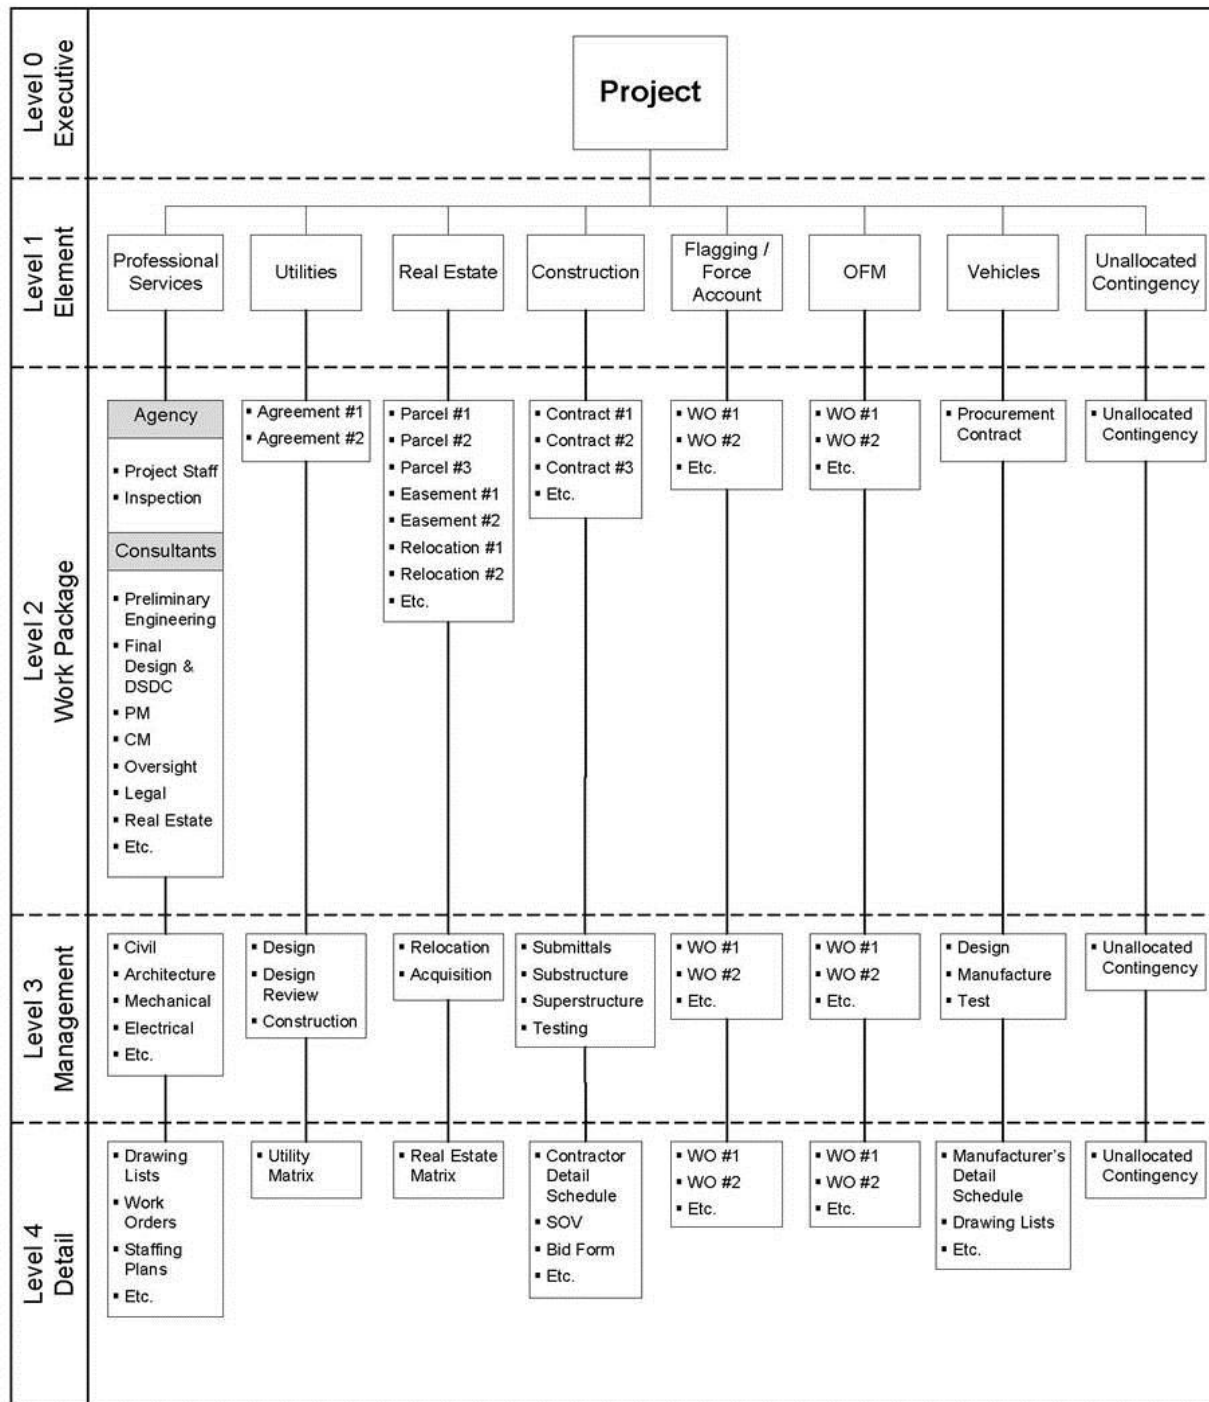 Level 0
Executive
Project
Level 1
Element
Professional
Services
Utilities
Real Estate
Construction
Flagging /
Force
Account
OFM
Vehicles
Unallocated
Contingency
Level 2
Work Package
Agency
▪ Project Staff
▪ Inspection
Consultants
▪ Preliminary
Engineering
▪ Final
Design &
DSDC
▪ PM
▪ CM
▪ Oversight
▪ Legal
▪ Real Estate
▪ Etc.
▪ Agreement #1
▪ Agreement #2
▪ Parcel #1
▪ Parcel #2
▪ Parcel #3
▪ Easement #1
▪ Easement #2
▪ Relocation #1
▪ Relocation #2
▪ Etc.
▪ Contract #1
▪ Contract #2
▪ Contract #3
▪ Etc.
▪ WO #1
▪ WO #2
▪ Etc.
▪ WO #1
▪ WO #2
▪ Etc.
▪ Procurement
Contract
▪ Unallocated
Contingency
Level 3
Management
▪ Civil
▪ Architecture
▪ Mechanical
▪ Electrical
▪ Etc.
▪ Design
▪ Design
Review
▪ Construction
▪ Relocation
▪ Acquisition
▪ Submittals
▪ Substructure
▪ Superstructure
▪ Testing
▪ WO #1
▪ WO #2
▪ Etc.
▪ WO #1
▪ WO #2
▪ Etc.
▪ Design
▪ Manufacture
▪ Test
▪ Unallocated
Contingency
Level 4
Detail
▪ Drawing
Lists
▪ Work
Orders
▪ Staffing
Plans
▪ Etc.
▪ Utility
Matrix
▪ Real Estate
Matrix
▪ Contractor
Detail
Schedule
▪ SOV
▪ Bid Form
▪ Etc.
▪ WO #1
▪ WO #2
▪ Etc.
▪ WO #1
▪ WO #2
▪ Etc.
▪ Manufacturer's
Detail
Schedule
▪ Drawing Lists
▪ Etc.
▪ Unallocated
Contingency